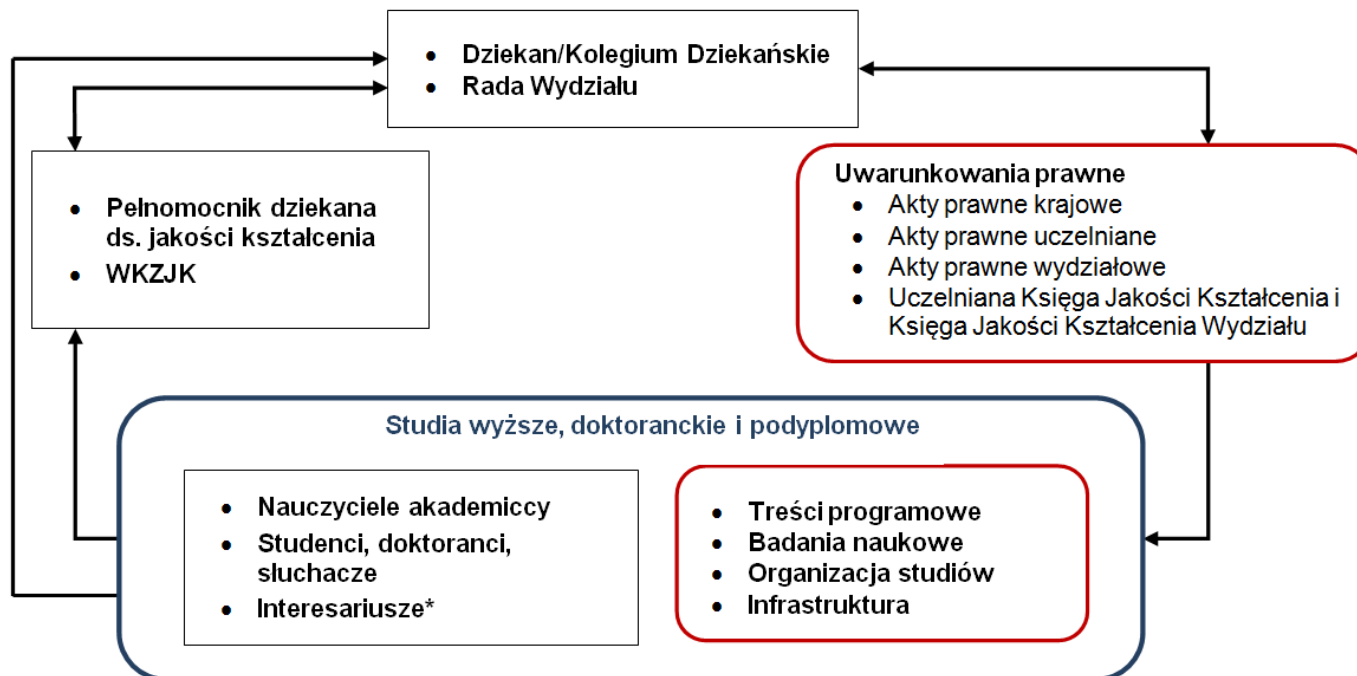 • Dziekan/Kolegium Dziekańskie
• Rada Wydziału
• Pełnomocnik dziekana
ds. jakości kształcenia
• WKZJK
Uwarunkowania prawne
• Akty prawne krajowe
• Akty prawne uczelniane
• Akty prawne wydziałowe
• Uczelniana Księga Jakości Kształcenia i
Księga Jakości Kształcenia Wydziału
Studia wyższe, doktoranckie i podyplomowe
• Nauczyciele akademiccy
• Studenci, doktoranci,
słuchacze
• Interesariusze*
• Treści programowe
• Badania naukowe
• Organizacja studiów
• Infrastruktura